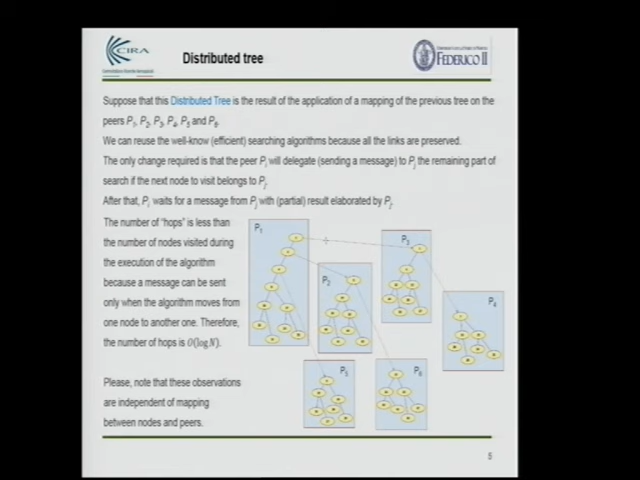 CIRA
Distributed tree
FEDERICO II
Suppose that this Distributed Tree is the result of the application of a mapping of the previous tree on the
peers P1, P2, P3, P4, P5 and P6.
We can reuse the well-know (efficient) searching algorithms because all the links are preserved.
The only change required is that the peer Pi will delegate (sending a message) to Pj the remaining part of
search if the next node to visit belongs to Pj.
After that, Pi waits for a message from Pj with (partial) result elaborated by Pj.
The number of "hops" is less than
the number of nodes visited during
the execution of the algorithm
because a message can be sent
only when the algorithm moves from
one node to another one. Therefore,
the number of hops is O(logN).
Please, note that these observations
are independent of mapping
between nodes and peers.
P1
P2
P3
P4
P5
P6
5